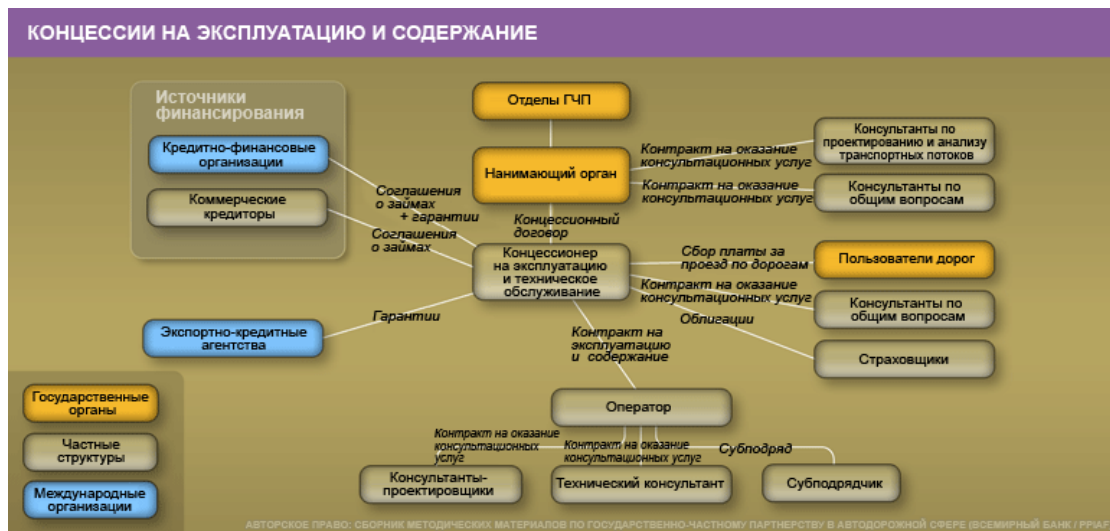 КОНЦЕССИИ НА ЭКСПЛУАТАЦИЮ И СОДЕРЖАНИЕ
Источники
финансирования
Кредитно-финансовые
организации
Коммерческие
кредиторы
Отделы ГЧП
Нанимающий орган
Контракт на оказание
консультационных услуг
Консультанты по
проектированию и анализу
транспортных потоков
Контракт на оказание
консультационных услуг
Консультанты по
общим вопросам
Соглашения
о займах
+ гарантии
Соглашения
о займах
Концессионный
договор
Концессионер
на эксплуатацию
и техническое
обслуживание
Сбор платы за
проезд по дорогам
Пользователи дорог
Контракт на оказание
консультационных услуг
Консультанты по
общим вопросам
Облигации
Страховщики
Гарантии
Экспортно-кредитные
агентства
Контракт на
эксплуатацию
и содержание
Оператор
Контракт на оказание
консультационных
услуг
Контракт на оказание
консультационных услуг
Субподряд
Консультанты-
проектировщики
Технический консультант
Субподрядчик
Государственные
органы
Частные
структуры
Международные
организации
АВТОРСКОЕ ПРАВО: СБОРНИК МЕТОДИЧЕСКИХ МАТЕРИАЛОВ ПО ГОСУДАРСТВЕННО-ЧАСТНОМУ ПАРТНЕРСТВУ В АВТОДОРОЖНОЙ СФЕРЕ (ВСЕМИРНЫЙ БАНК / PPIAF